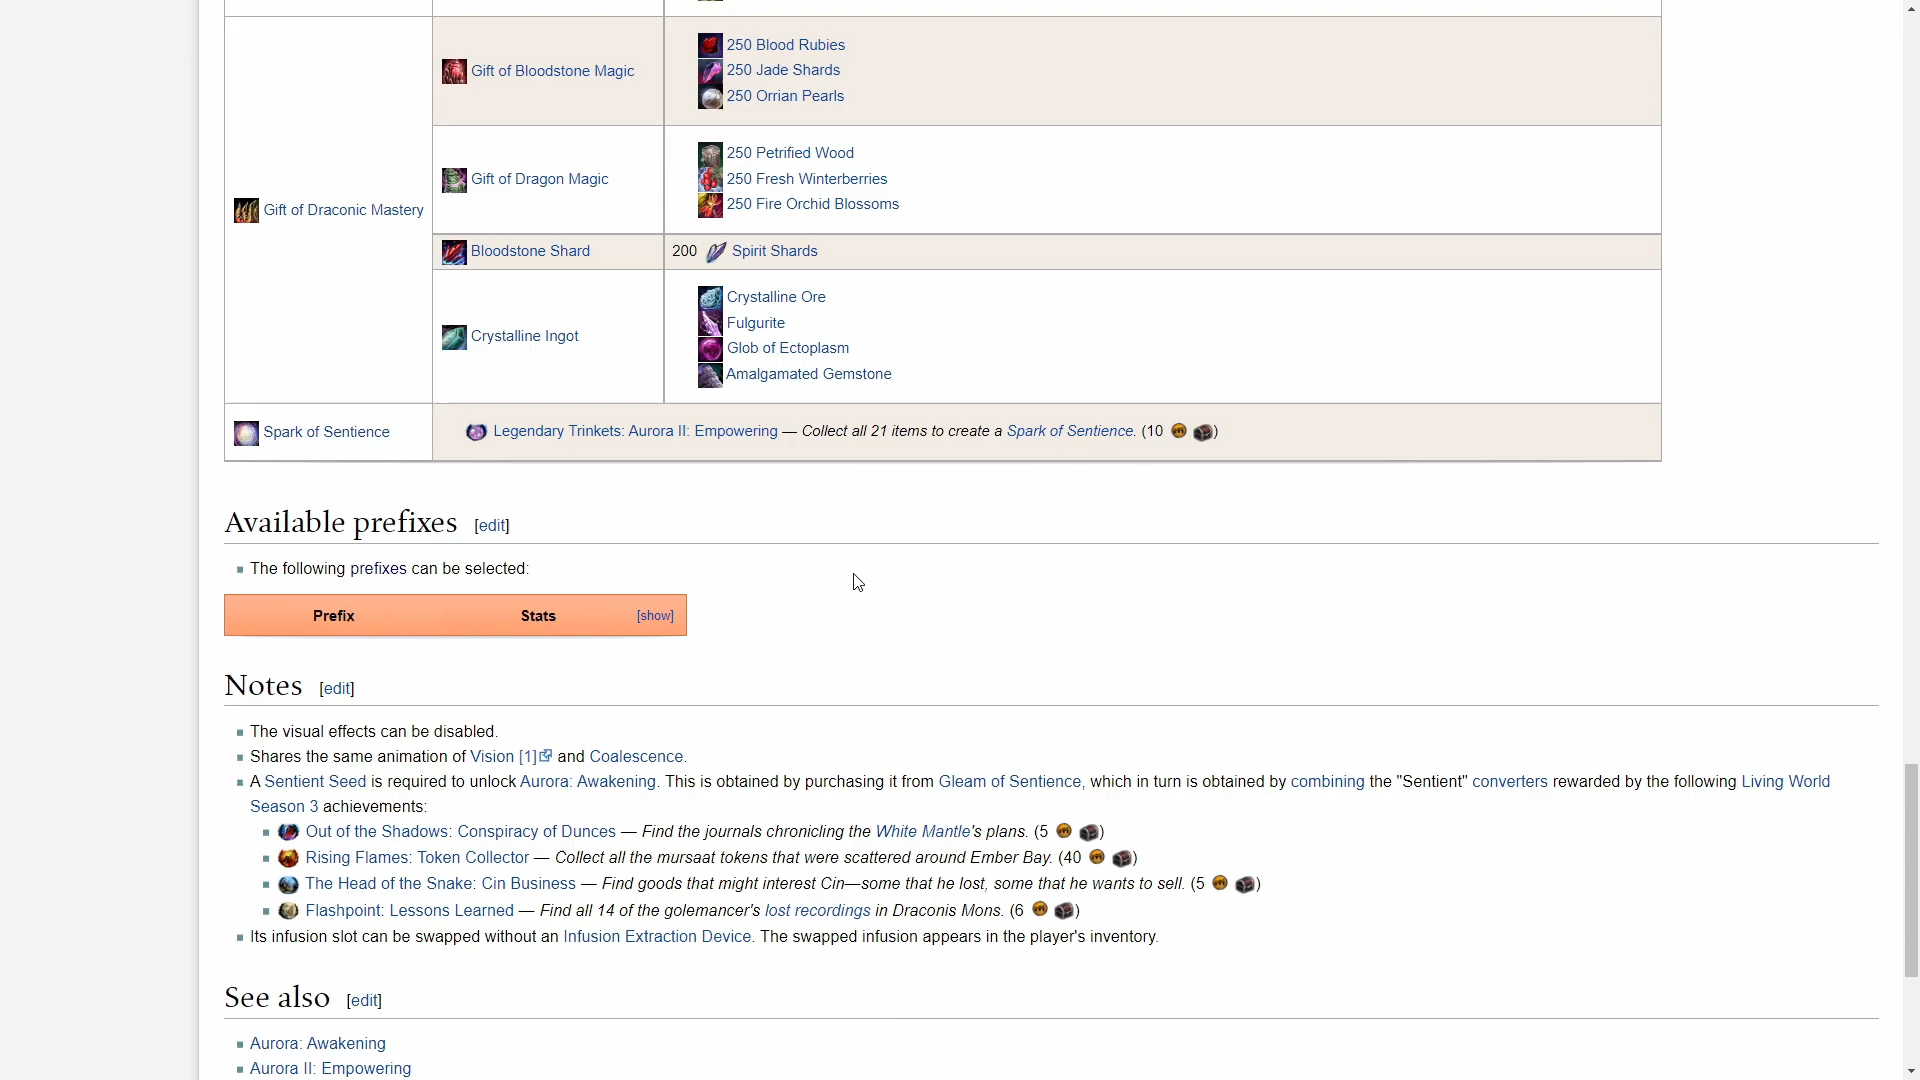 250 Blood Rubies
Gift of Bloodstone Magic
250 Jade Shards
250 Orrian Pearls
250 Petrified Wood
Gift of Dragon Magic
250 Fresh Winterberries
250 Fire Orchid Blossoms
Gift of Draconic Mastery
Bloodstone Shard
200 Spirit Shards
Crystalline Ore
Fulgurite
Crystalline Ingot
Glob of Ectoplasm
Amalgamated Gemstone
Spark of Sentience
Legendary Trinkets: Aurora II: Empowering — Collect all 21 items to create a Spark of Sentience. (10 )
Available prefixes [edit]
The following prefixes can be selected:
Prefix Stats [show]
Notes [edit]
The visual effects can be disabled.
Shares the same animation of Vision [1] and Coalescence.
A Sentient Seed is required to unlock Aurora: Awakening. This is obtained by purchasing it from Gleam of Sentience, which in turn is obtained by combining the "Sentient" converters rewarded by the following Living World
Season 3 achievements:
Out of the Shadows: Conspiracy of Dunces — Find the journals chronicling the White Mantle's plans. (5 )
Rising Flames: Token Collector — Collect all the mursaat tokens that were scattered around Ember Bay. (40 )
The Head of the Snake: Cin Business — Find goods that might interest Cin—some that he lost, some that he wants to sell. (5 )
Flashpoint: Lessons Learned — Find all 14 of the golemancer's lost recordings in Draconis Mons. (6 )
Its infusion slot can be swapped without an Infusion Extraction Device. The swapped infusion appears in the player's inventory.
See also [edit]
Aurora: Awakening
Aurora II: Empowering